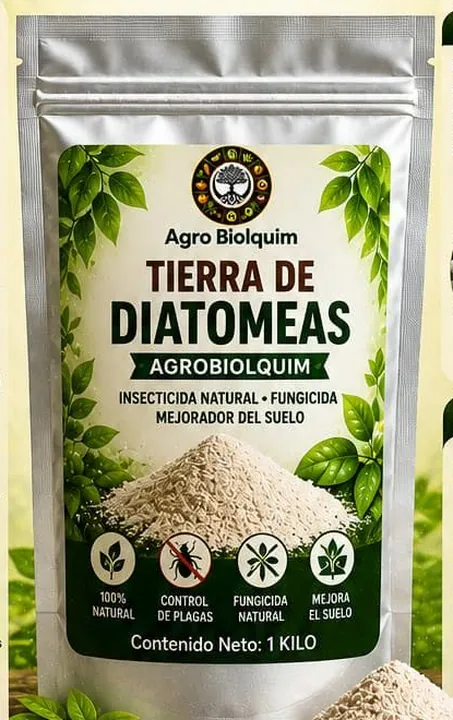 Agro Biolquim
TIERRA DE
DIATOMEAS
AGROBIOLQUIM
INSECTICIDA NATURAL • FUNGICIDA
MEJORADOR DEL SUELO
100%
NATURAL
CONTROL
DE PLAGAS
FUNGICIDA
NATURAL
MEJORA
EL SUELO
Contenido Neto: 1 KILO